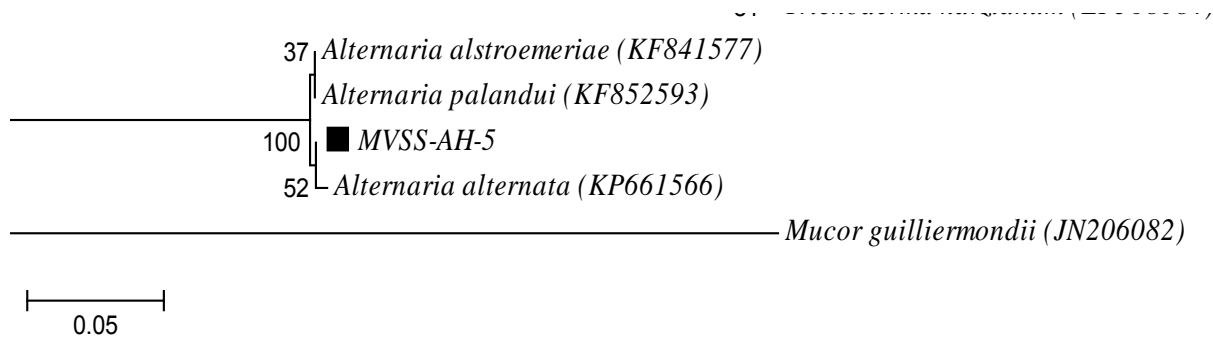 37 Alternaria alstroemeriae (KF841577)
Alternaria palandui (KF852593)
100 MVSS-AH-5
52 Alternaria alternata (KP661566)
Mucor guilliermondii (JN206082)
0.05